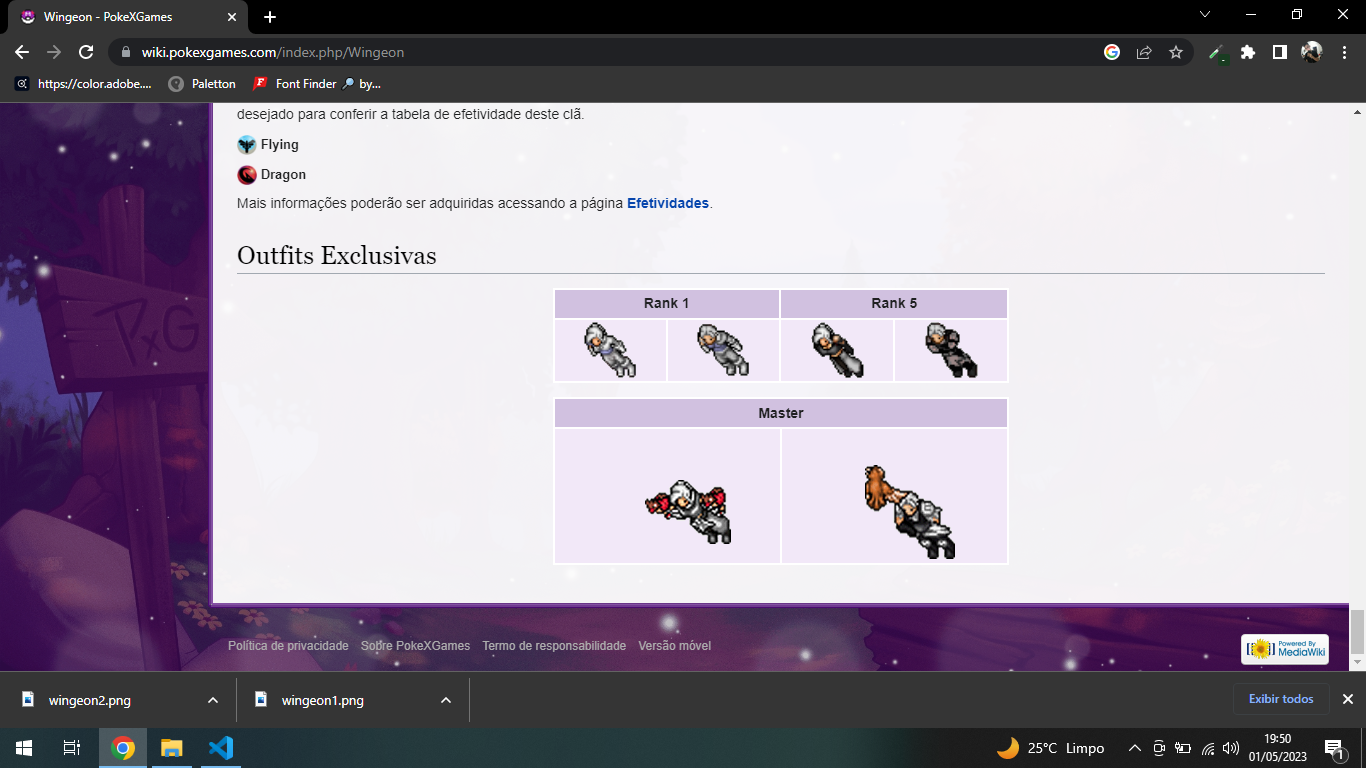 Wingeon - PokeXGames
wiki.pokexgames.com/index.php/Wingeon
https://color.adobe.... Paletton Font Finder 🔎 by...
desejado para conferir a tabela de efetividade deste clã.
Flying
Dragon
Mais informações poderão ser adquiridas acessando a página Efetividades.
Outfits Exclusivas
Rank 1 Rank 5
Master
PxG
Política de privacidade Sobre PokeXGames Termo de responsabilidade Versão móvel
Powered By
MediaWiki
wingeon2.png wingeon1.png Exibir todos
25°C Limpo
19:50
01/05/2023
1